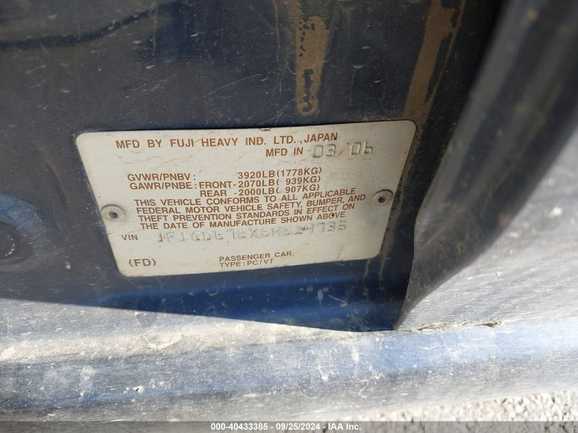 MFD BY FUJI HEAVY IND. LTD.,JAPAN
MFD IN 03/06
GVWR/PNBV : 3920LB(1778KG)
GAWR/PNBE:FRONT-2070LB( 939KG)
REAR -2000LB( 907KG)
THIS VEHICLE CONFORMS TO ALL APPLICABLE
FEDERAL MOTOR VEHICLE SAFETY, BUMPER, AND
THEFT PREVENTION STANDARDS IN EFFECT ON
THE DATE OF MANUFACTURE SHOWN ABOVE.
VIN
(FD)
PASSENGER CAR.
TYPE:PC/VT
000-40433385 · 09/25/2024 · IAA Inc.